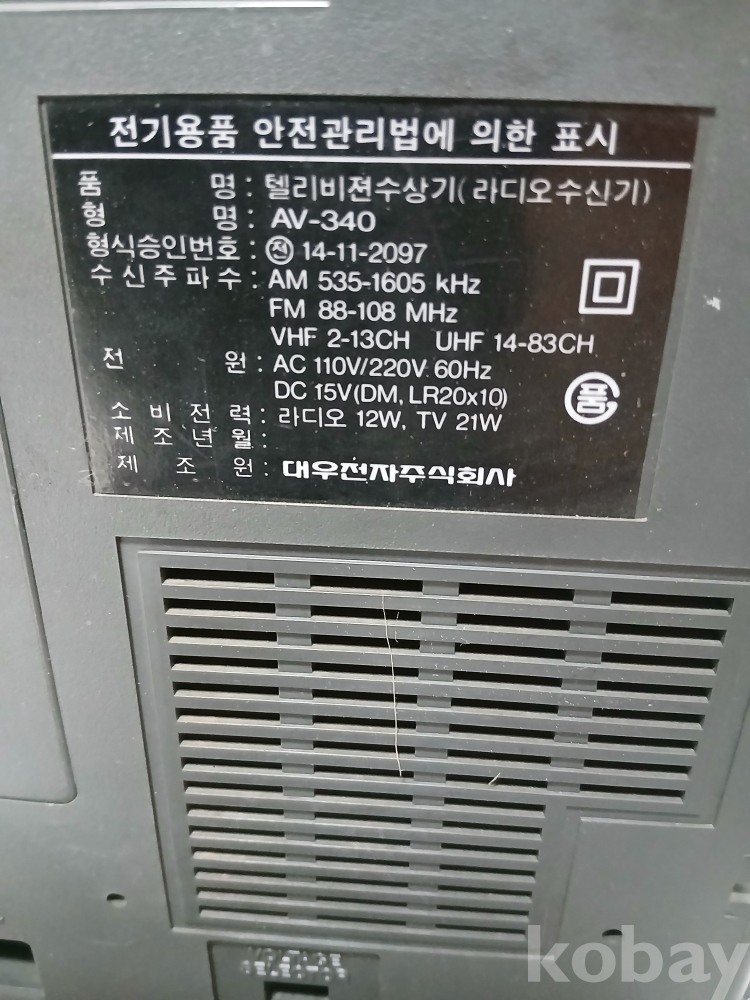 전기용품 안전관리법에 의한 표시
품 명 : 텔리비젼수상기(라디오수신기)
형 명 : AV-340
형식승인번호 : 전 14-11-2097
수신주파수 : AM 535-1605 kHz
FM 88-108 MHz
VHF 2-13CH UHF 14-83CH
전 원 : AC 110V/220V 60Hz
DC 15V(DM, LR20x10)
품
소비전력 : 라디오 12W, TV 21W
제조년월 :
제 조 원 : 대우전자주식회사
VOLTAGE
SELECTOR
kobay